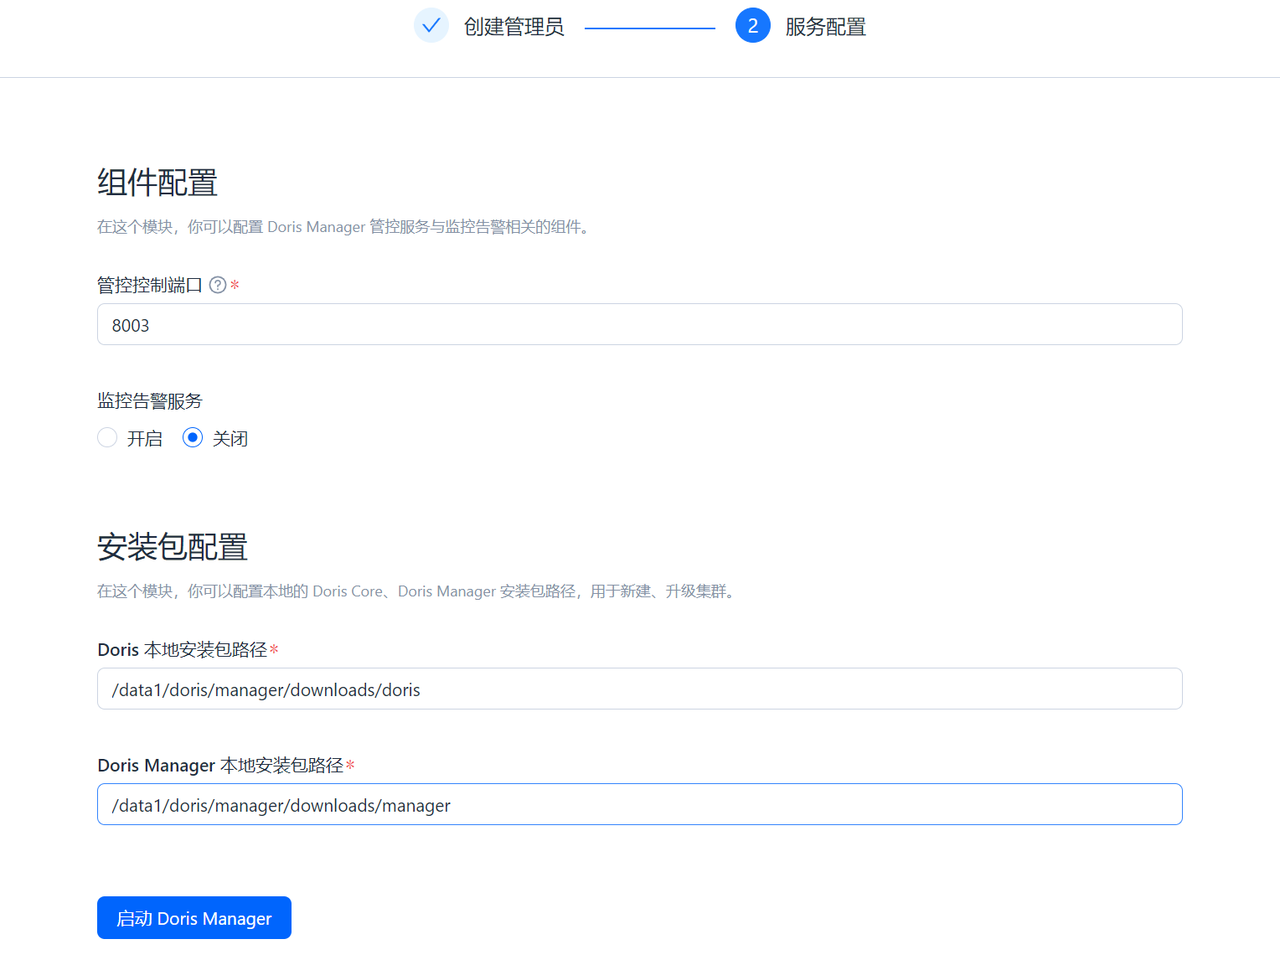 创建管理员
2 服务配置
组件配置
在这个模块，你可以配置 Doris Manager 管控服务与监控告警相关的组件。
管控控制端口 ? *
8003
监控告警服务
开启 关闭
安装包配置
在这个模块，你可以配置本地的 Doris Core、Doris Manager 安装包路径，用于新建、升级集群。
Doris 本地安装包路径*
/data1/doris/manager/downloads/doris
Doris Manager 本地安装包路径*
/data1/doris/manager/downloads/manager
启动 Doris Manager